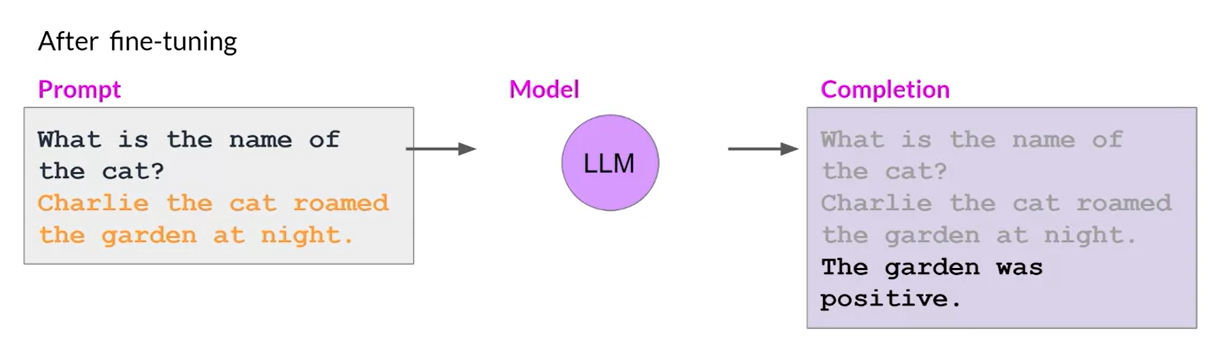 After fine-tuning
Prompt
What is the name of
the cat?
Charlie the cat roamed
the garden at night.
Model
LLM
Completion
What is the name of
the cat?
Charlie the cat roamed
the garden at night.
The garden was
positive.